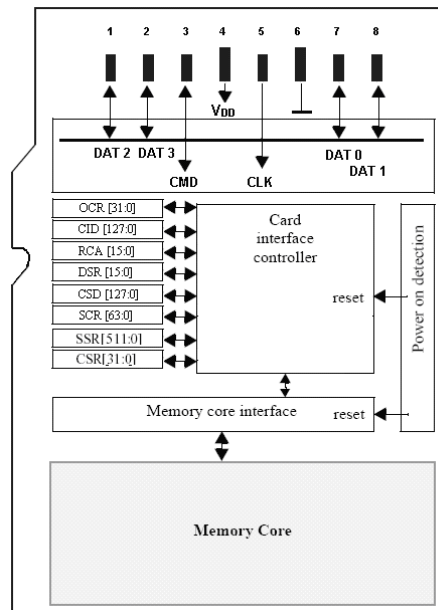 1 2 3 4 5 6 7 8
VDD
DAT 2 DAT 3 DAT 0
DAT 1
CMD CLK
OCR [31:0]
CID [127:0]
RCA [15:0]
DSR [15:0]
CSD [127:0]
SCR [63:0]
SSR[511:0]
CSR[31:0]
Card
interface
controller
reset
Power on detection
Memory core interface
reset
Memory Core